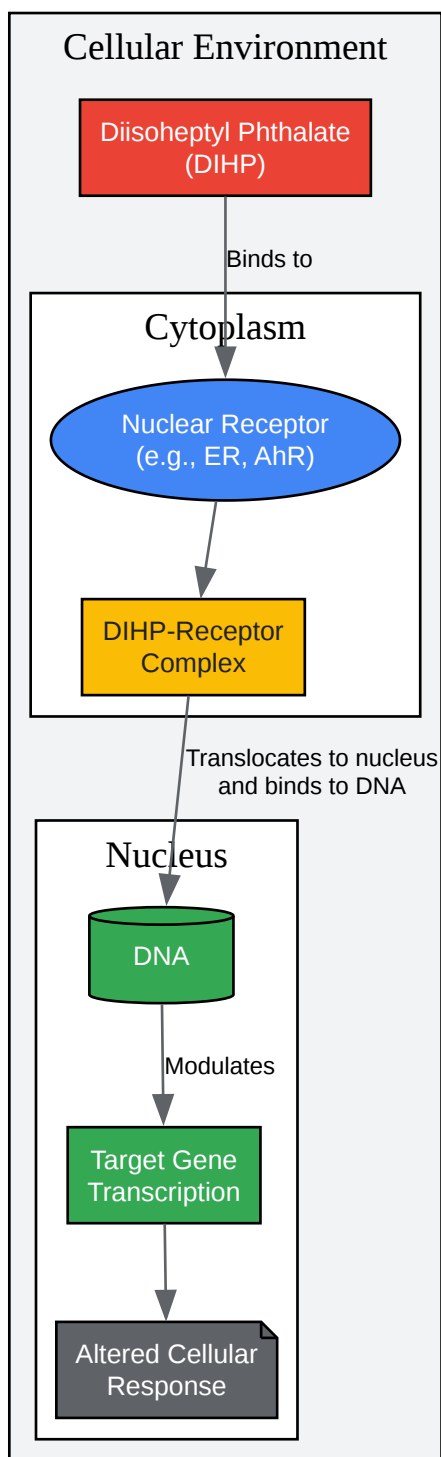 Cellular Environment
Diisoheptyl Phthalate
(DIHP)
Binds to
Cytoplasm
Nuclear Receptor
(e.g., ER, AhR)
DIHP-Receptor
Complex
Translocates to nucleus
and binds to DNA
Nucleus
DNA
Modulates
Target Gene
Transcription
Altered Cellular
Response